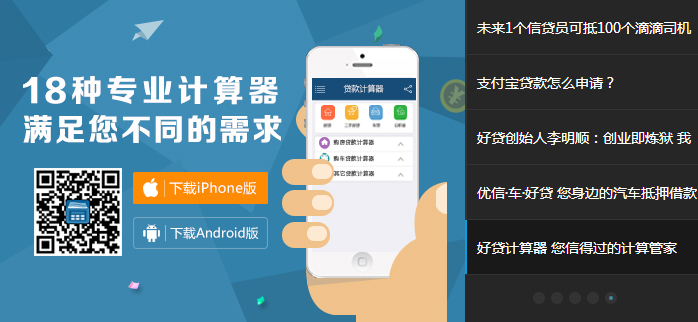 18种专业计算器
满足您不同的需求
下载iPhone版
下载Android版
贷款计算器
购房贷款计算器
购车贷款计算器
其它贷款计算器
未来1个信贷员可抵100个滴滴司机
支付宝贷款怎么申请？
好贷创始人李明顺：创业即炼狱 我
优信·车·好贷 您身边的汽车抵押借款
好贷计算器 您信得过的计算管家